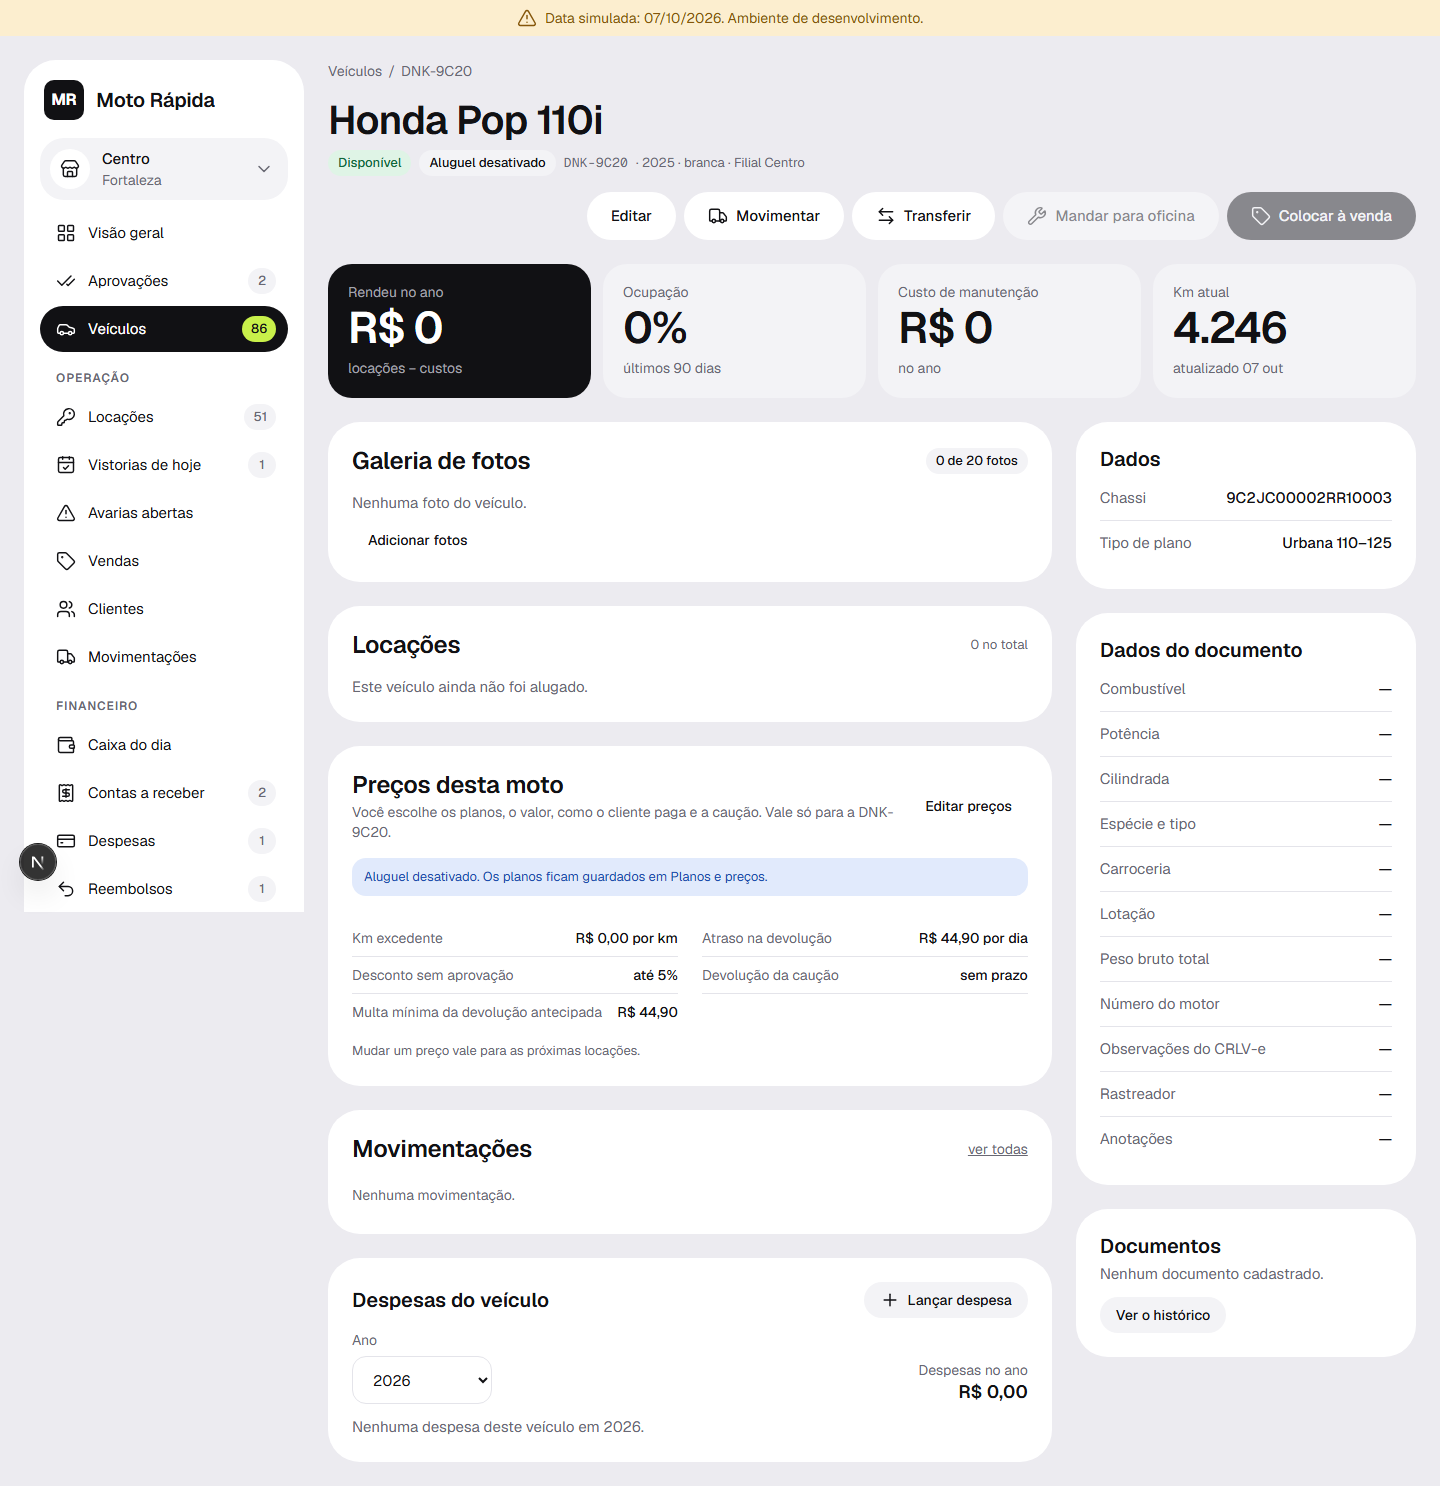 Data simulada: 07/10/2026. Ambiente de desenvolvimento.
MR Moto Rápida
Centro
Fortaleza
Visão geral
Aprovações 2
Veículos 86
OPERAÇÃO
Locações 51
Vistorias de hoje 1
Avarias abertas
Vendas
Clientes
Movimentações
FINANCEIRO
Caixa do dia
Contas a receber 2
Despesas 1
N
Reembolsos 1
Veículos / DNK-9C20
Honda Pop 110i
Disponível Aluguel desativado DNK-9C20 · 2025 · branca · Filial Centro
Editar Movimentar Transferir Mandar para oficina Colocar à venda
Rendeu no ano
R$ 0
locações − custos
Ocupação
0%
últimos 90 dias
Custo de manutenção
R$ 0
no ano
Km atual
4.246
atualizado 07 out
Galeria de fotos 0 de 20 fotos
Nenhuma foto do veículo.
Adicionar fotos
Locações 0 no total
Este veículo ainda não foi alugado.
Preços desta moto
Você escolhe os planos, o valor, como o cliente paga e a caução. Vale só para a DNK-
9C20.
Editar preços
Aluguel desativado. Os planos ficam guardados em Planos e preços.
Km excedente R$ 0,00 por km
Atraso na devolução R$ 44,90 por dia
Desconto sem aprovação até 5%
Devolução da caução sem prazo
Multa mínima da devolução antecipada R$ 44,90
Mudar um preço vale para as próximas locações.
Movimentações ver todas
Nenhuma movimentação.
Despesas do veículo Lançar despesa
Ano
2026
Despesas no ano
R$ 0,00
Nenhuma despesa deste veículo em 2026.
Dados
Chassi 9C2JC00002RR10003
Tipo de plano Urbana 110–125
Dados do documento
Combustível —
Potência —
Cilindrada —
Espécie e tipo —
Carroceria —
Lotação —
Peso bruto total —
Número do motor —
Observações do CRLV-e —
Rastreador —
Anotações —
Documentos
Nenhum documento cadastrado.
Ver o histórico